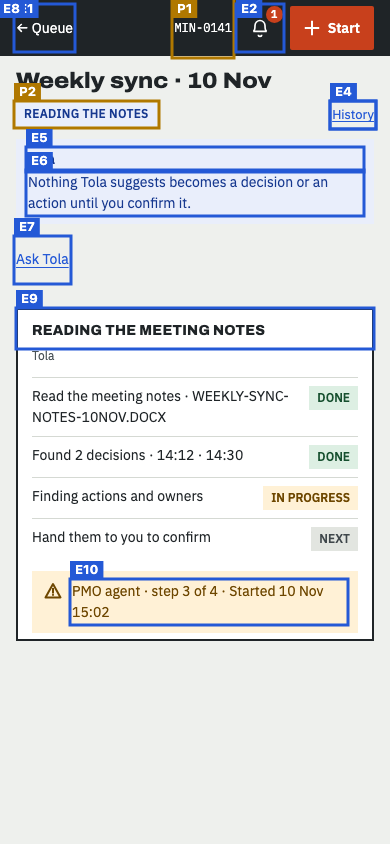 E8
← Queue
P1
MIN-0141
E2
1
Start
Weekly sync · 10 Nov
P2
READING THE NOTES
E4
History
E5
E6
Nothing Tola suggests becomes a decision or an
action until you confirm it.
E7
Ask Tola
E9
READING THE MEETING NOTES
Tola
Read the meeting notes · WEEKLY-SYNC-
NOTES-10NOV.DOCX
DONE
Found 2 decisions · 14:12 · 14:30
DONE
Finding actions and owners
IN PROGRESS
Hand them to you to confirm
NEXT
E10
PMO agent · step 3 of 4 · Started 10 Nov
15:02